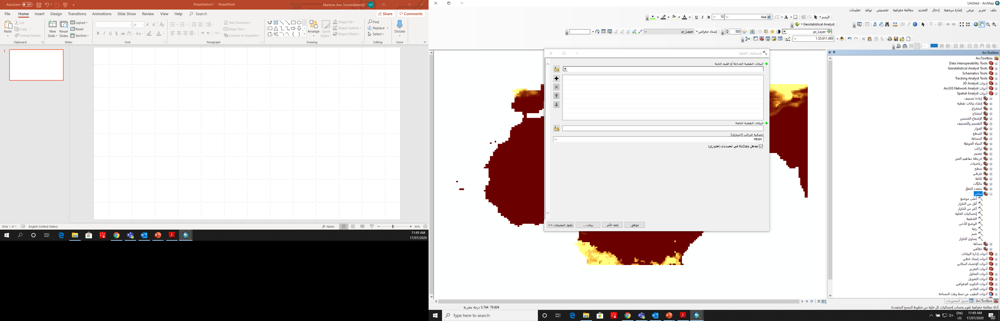 AutoSave Off
Presentation1 - PowerPoint
Marlene Ann Tomaszkiewicz MT
File Home Insert Design Transitions Animations Slide Show Review View Help Search
Share Comments
Paste
Cut
Copy
Format Painter
Clipboard
New Slide
Reuse Slides
Layout
Reset
Section
Slides
24
Font
Text Direction
Align Text
Convert to SmartArt
Paragraph
Arrange
Quick Styles
Shape Fill
Shape Outline
Shape Effects
Drawing
Find
Replace
Select
Editing
Dictate
Voice
1
Slide 1 of 1 English (United States)
Notes
86%
11:49 AM
17/07/2020
Untitled - ArcMap
ملف تحرير عرض إشارة مرجعية إدخال التحديد معالجة جغرافية تخصيص نوافذ تعليمات
الرسم
Arial
10
B I U A
Geostatistical Analyst
pr_Layer
500
إسناد جغرافي
pr_Layer
1:33,611,485
ArcToolbox
ArcToolbox
Data Interoperability Tools
Geostatistical Analyst Tools
Schematics Tools
Tracking Analyst Tools
إدوات 3D Analyst
أدوات ArcGIS Network Analyst
أدوات Spatial Analyst
إعادة تصنيف
إنشاء بيانات نقطية
استخراج
استنتاج
الإشعاع الشمسي
التقسيم والتصنيف
الجوار
السطح
المسافة
المياه الجوفية
تراكب
تعميم
خريطة مفاهيم الجبر
رياضيات
سطح
شرطي
كثافة
مائيات
متعدد التغيّر
محلي
أعلى موضع
أقل من التكرار
أكبر من التكرار
إحصائيات الخلية
الشعبية
الوضع الأدنى
رتبة
ضم
يساوي التكرار
مسافة
نطاقي
أدوات إدارة البيانات
أدوات إسناد خطي
أدوات الإحصاء المكاني
أدوات التحرير
أدوات التحليل
أدوات التحويل
أدوات التكويد الجغرافي
أدوات الخادم
أدوات النقيب عن نمط وقت المساحة
ArcToolbox جدول المحتويات
إحصائيات الخلية
البيانات النقطية المدخلة أو القيم الثابتة
البيانات النقطية الناتجة
إحصائية التراكب (اختياري)
MEAN
تجاهل NoData في الحسابات (اختياري)
موافق
إلغاء الأمر
بيئات...
إظهار التعليمات >>
79.604 5.744 درجة عشرية
أداة معالجة جغرافية تقوم بحساب إحصائيات كل خلية من خطوط المسح المتعددة.
Type here to search
ENG
US
11:49 AM
17/07/2020
22